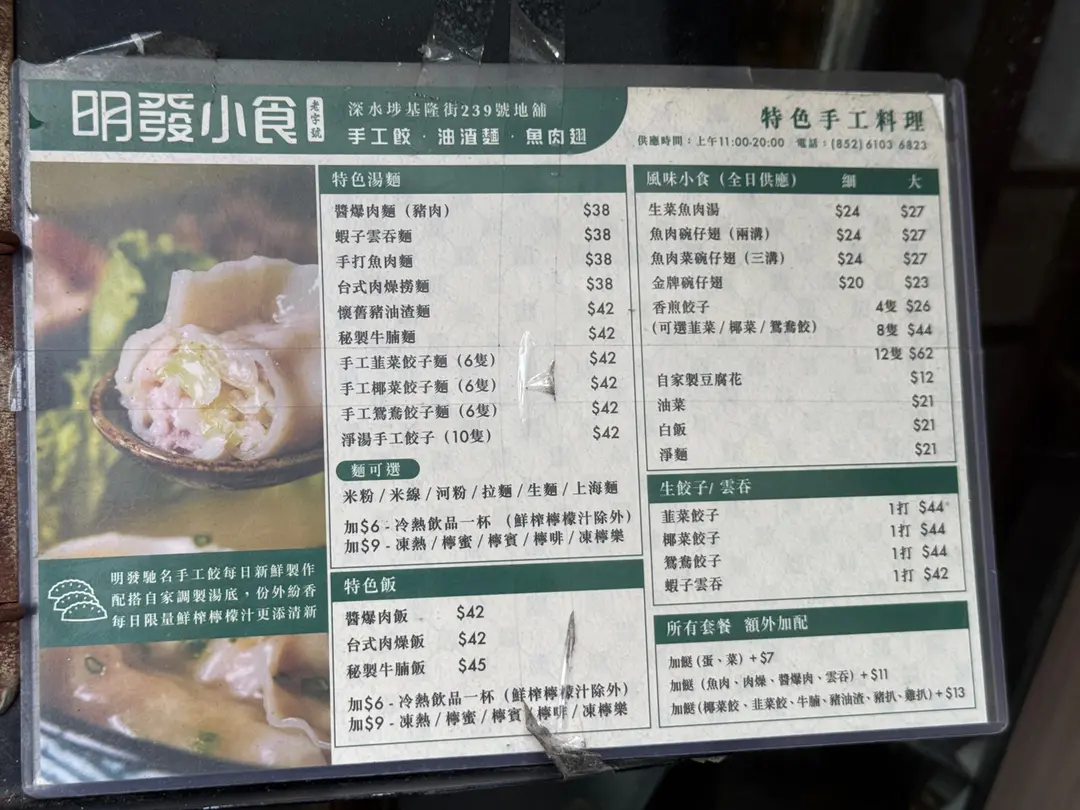 明發小食 老字號
深水埗基隆街239號地舖
手工餃 · 油渣麵 · 魚肉翅
特色手工料理
供應時間：上午11:00-20:00 電話：(852) 6103 6823
特色湯麵
醬爆肉麵（豬肉） $38
蝦子雲吞麵 $38
手打魚肉麵 $38
台式肉燥撈麵 $38
懷舊豬油渣麵 $42
秘製牛腩麵 $42
手工韮菜餃子麵（6隻） $42
手工椰菜餃子麵（6隻） $42
手工鴛鴦餃子麵（6隻） $42
淨湯手工餃子（10隻） $42
麵可選
米粉 / 米線 / 河粉 / 拉麵 / 生麵 / 上海麵
加$6 - 冷熱飲品一杯（鮮榨檸檬汁除外）
加$9 - 凍熱 / 檸蜜 / 檸賓 / 檸啡 / 凍檸樂
特色飯
醬爆肉飯 $42
台式肉燥飯 $42
秘製牛腩飯 $45
加$6 - 冷熱飲品一杯（鮮榨檸檬汁除外）
加$9 - 凍熱 / 檸蜜 / 檸賓 / 檸啡 / 凍檸樂
風味小食（全日供應） 細 大
生菜魚肉湯 $24 $27
魚肉碗仔翅（兩溝） $24 $27
魚肉菜碗仔翅（三溝） $24 $27
金牌碗仔翅 $20 $23
香煎餃子 4隻 $26
（可選韮菜 / 椰菜 / 鴛鴦餃） 8隻 $44
12隻 $62
自家製豆腐花 $12
油菜 $21
白飯 $21
淨麵 $21
生餃子/ 雲吞
韮菜餃子 1打 $44
椰菜餃子 1打 $44
鴛鴦餃子 1打 $44
蝦子雲吞 1打 $42
所有套餐 額外加配
加餸（蛋、菜）+ $7
加餸（魚肉、肉燥、醬爆肉、雲吞）+ $11
加餸（椰菜餃、韮菜餃、牛腩、豬油渣、豬扒、雞扒）+ $13
明發馳名手工餃每日新鮮製作
配搭自家調製湯底，份外紛香
每日限量鮮榨檸檬汁更添清新